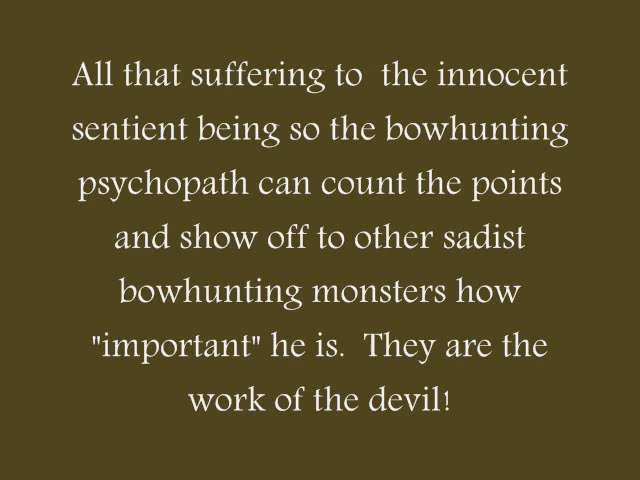 All that suffering to  the innocent
sentient being so the bowhunting
psychopath can count the points
and show off to other sadist
bowhunting monsters how
"important" he is.  They are the
work of the devil!